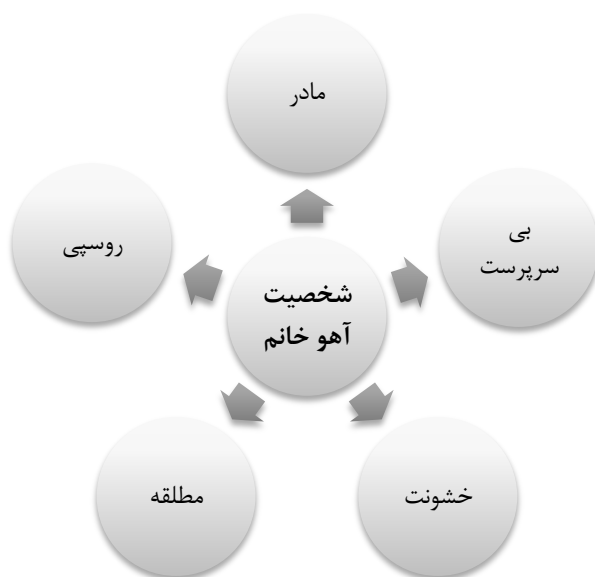 مادر
بی
سرپرست
روسپی
شخصیت
آهو خانم
خشونت
مطلقه